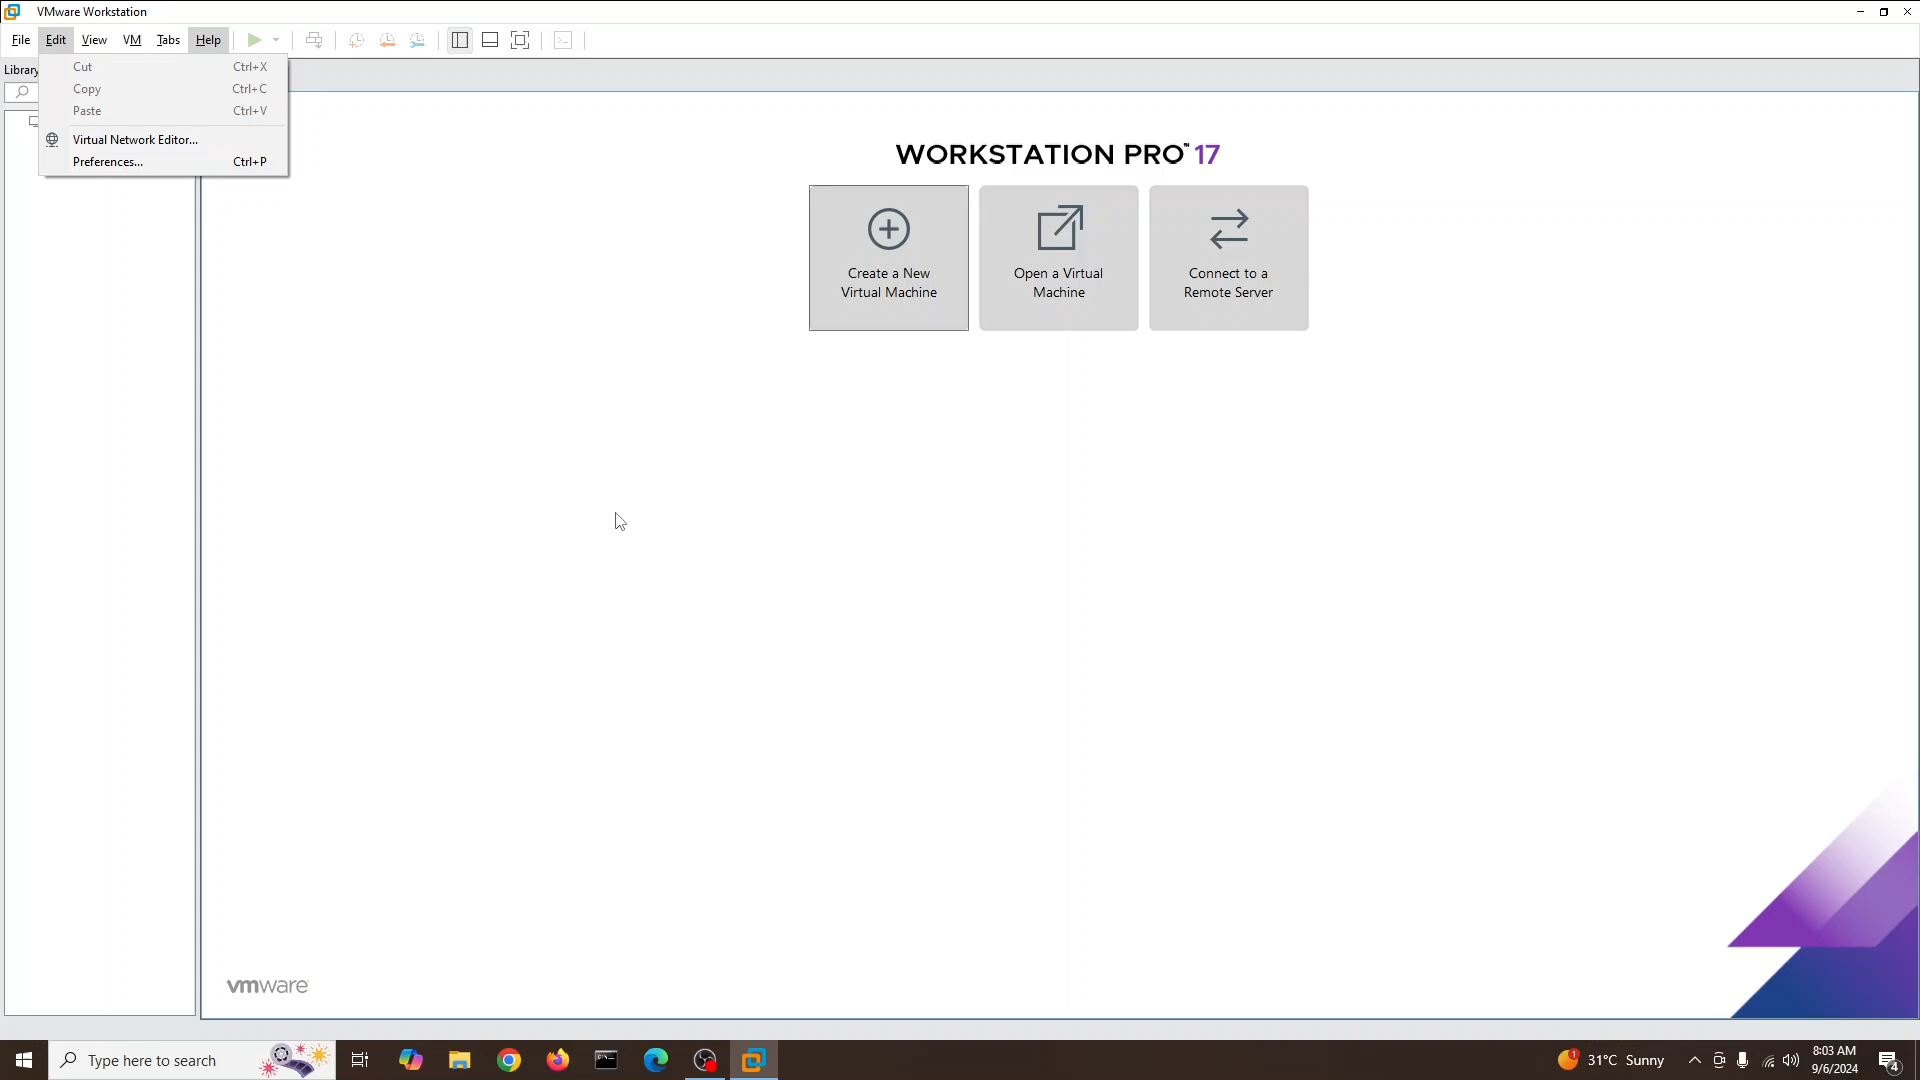 VMware Workstation
File Edit View VM Tabs Help
Library
Cut Ctrl+X
Copy Ctrl+C
Paste Ctrl+V
Virtual Network Editor...
Preferences... Ctrl+P
WORKSTATION PRO™ 17
Create a New
Virtual Machine
Open a Virtual
Machine
Connect to a
Remote Server
vmware
Type here to search
1
31°C Sunny
8:03 AM
9/6/2024
4